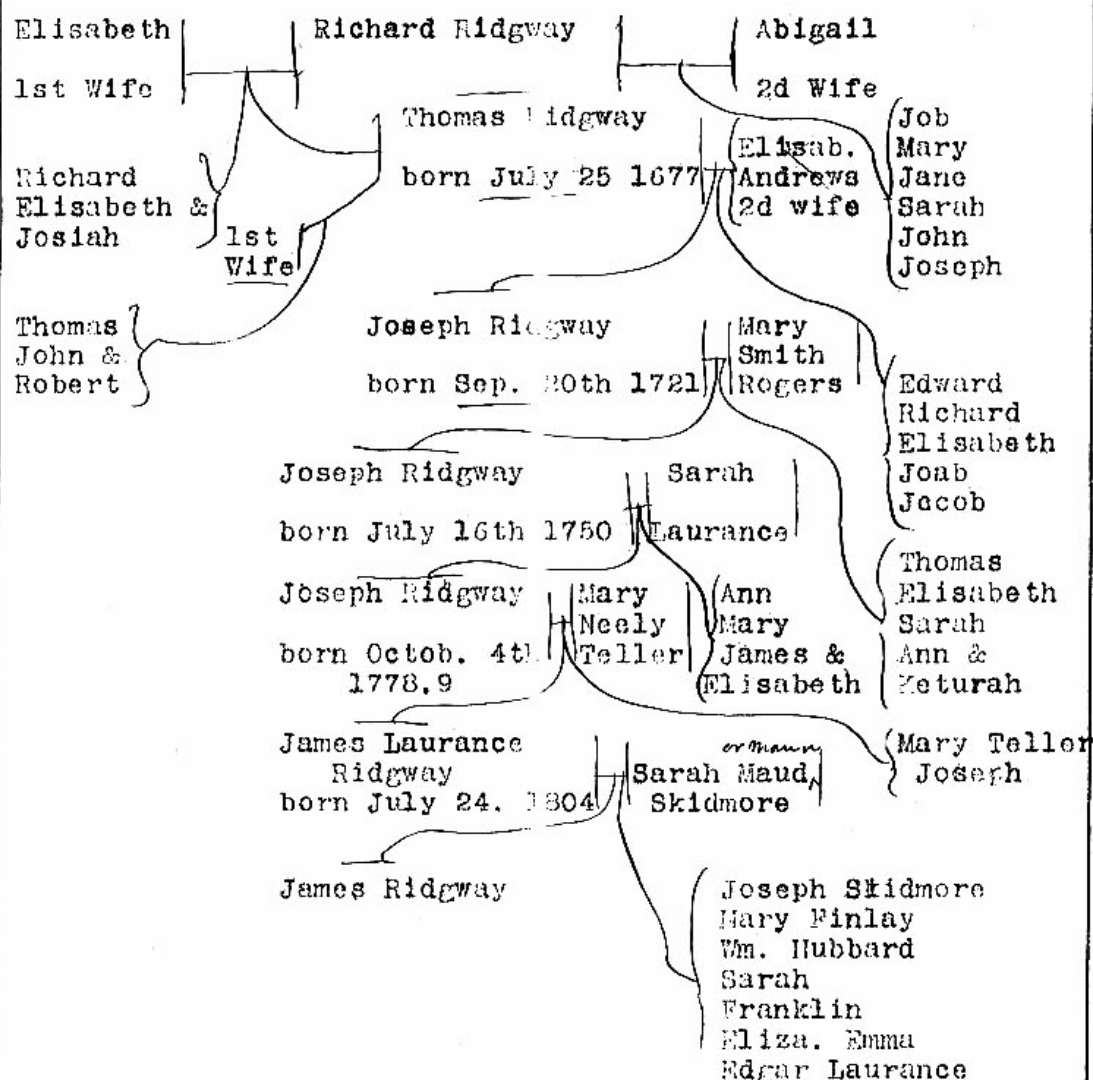 Elisabeth Richard Ridgway Abigail
1st Wife 2d Wife
Thomas Ridgway
born July 25 1677
Elisab.
Andrews
2d wife
Job
Mary
Jane
Sarah
John
Joseph
Richard
Elisabeth &
Josiah
1st
Wife
Thomas
John &
Robert
Joseph Ridgway
born Sep. 20th 1721
Mary
Smith
Rogers
Edward
Richard
Elisabeth
Joab
Jacob
Joseph Ridgway
born July 16th 1750
Sarah
Laurance
Thomas
Elisabeth
Sarah
Ann &
Keturah
Joseph Ridgway
born Octob. 4th
1778.9
Mary
Neely
Teller
Ann
Mary
James &
Elisabeth
James Laurance
Ridgway
born July 24. 1804
Sarah Maud
Skidmore
Mary Teller
Joseph
James Ridgway
Joseph Skidmore
Mary Finlay
Wm. Hubbard
Sarah
Franklin
Eliza. Emma
Edgar Laurance